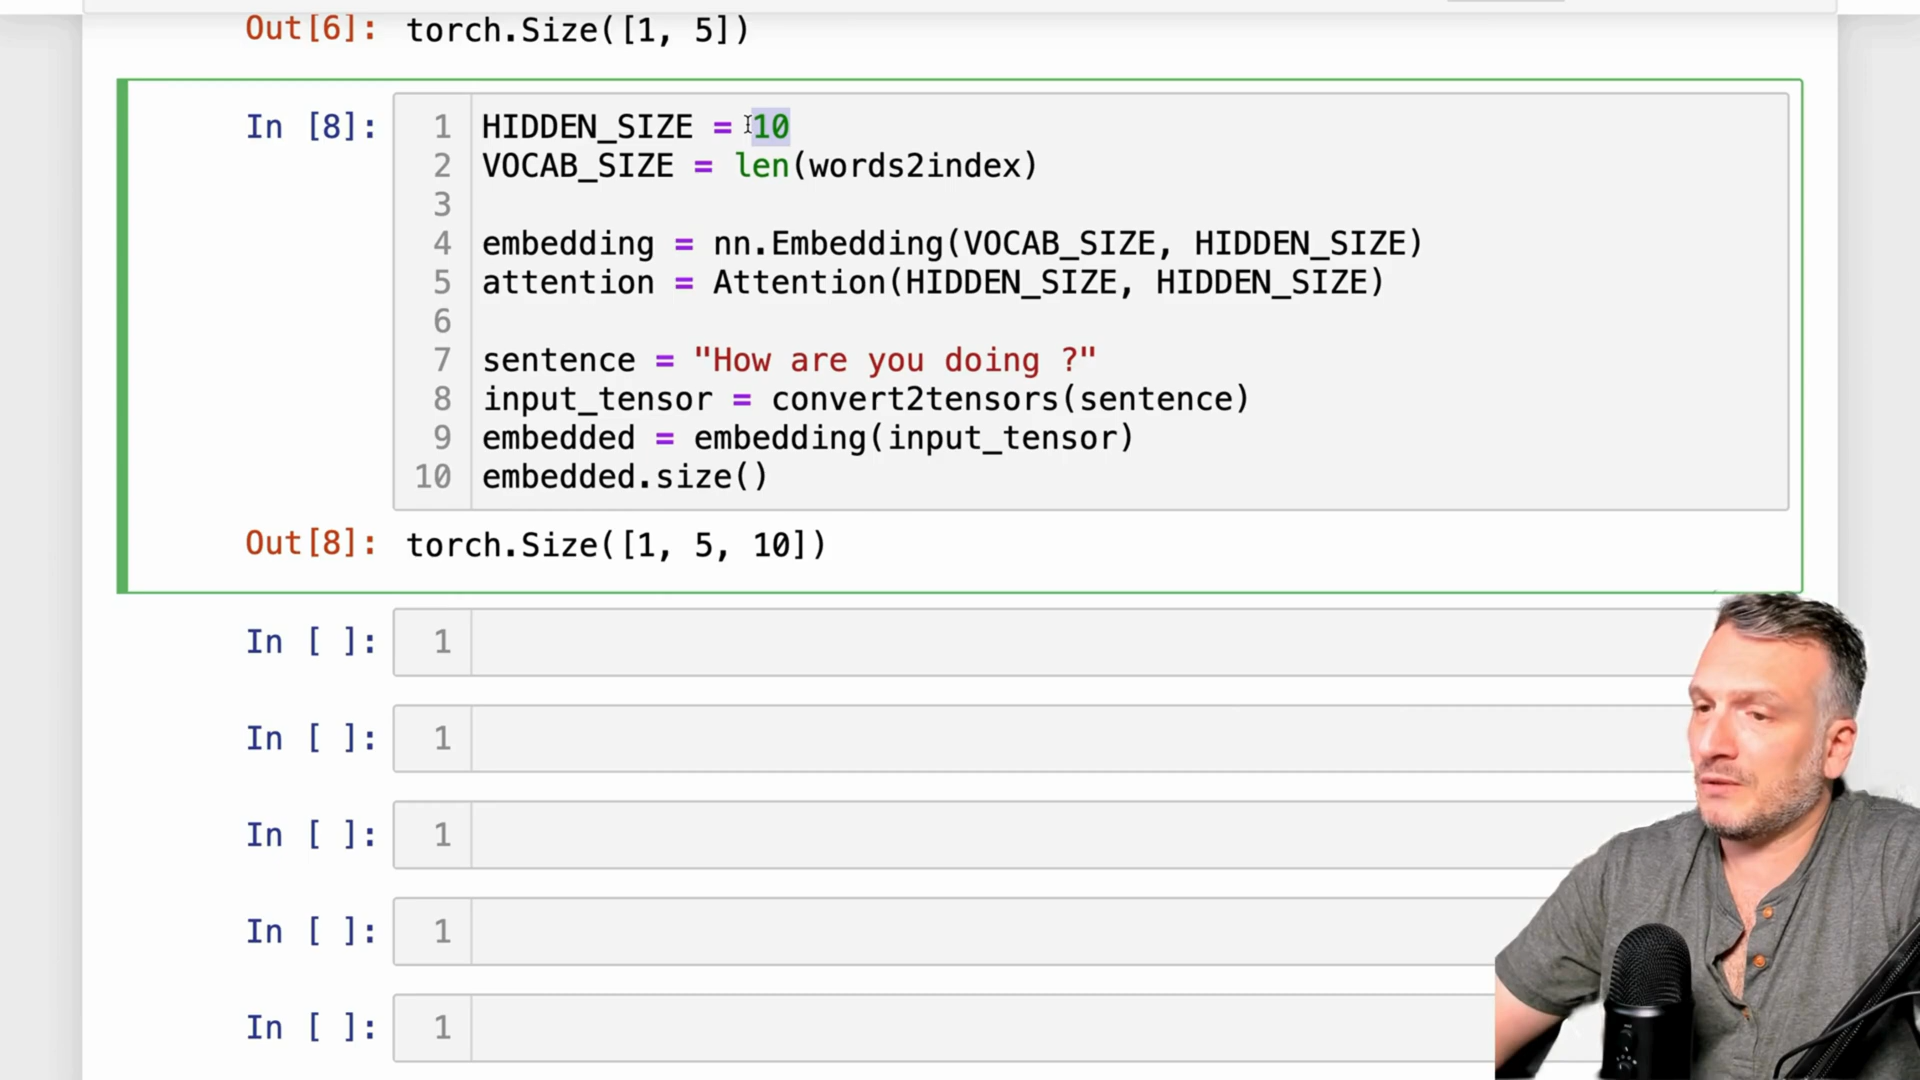 Out[6]: torch.Size([1, 5])
In [8]:
1 HIDDEN_SIZE = 10
2 VOCAB_SIZE = len(words2index)
3
4 embedding = nn.Embedding(VOCAB_SIZE, HIDDEN_SIZE)
5 attention = Attention(HIDDEN_SIZE, HIDDEN_SIZE)
6
7 sentence = "How are you doing ?"
8 input_tensor = convert2tensors(sentence)
9 embedded = embedding(input_tensor)
10 embedded.size()
Out[8]: torch.Size([1, 5, 10])
In [ ]: 1
In [ ]: 1
In [ ]: 1
In [ ]: 1
In [ ]: 1